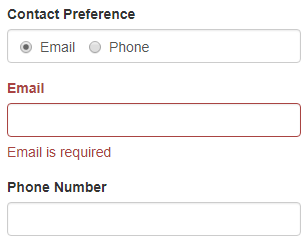 Contact Preference
Email Phone
Email
Email is required
Phone Number